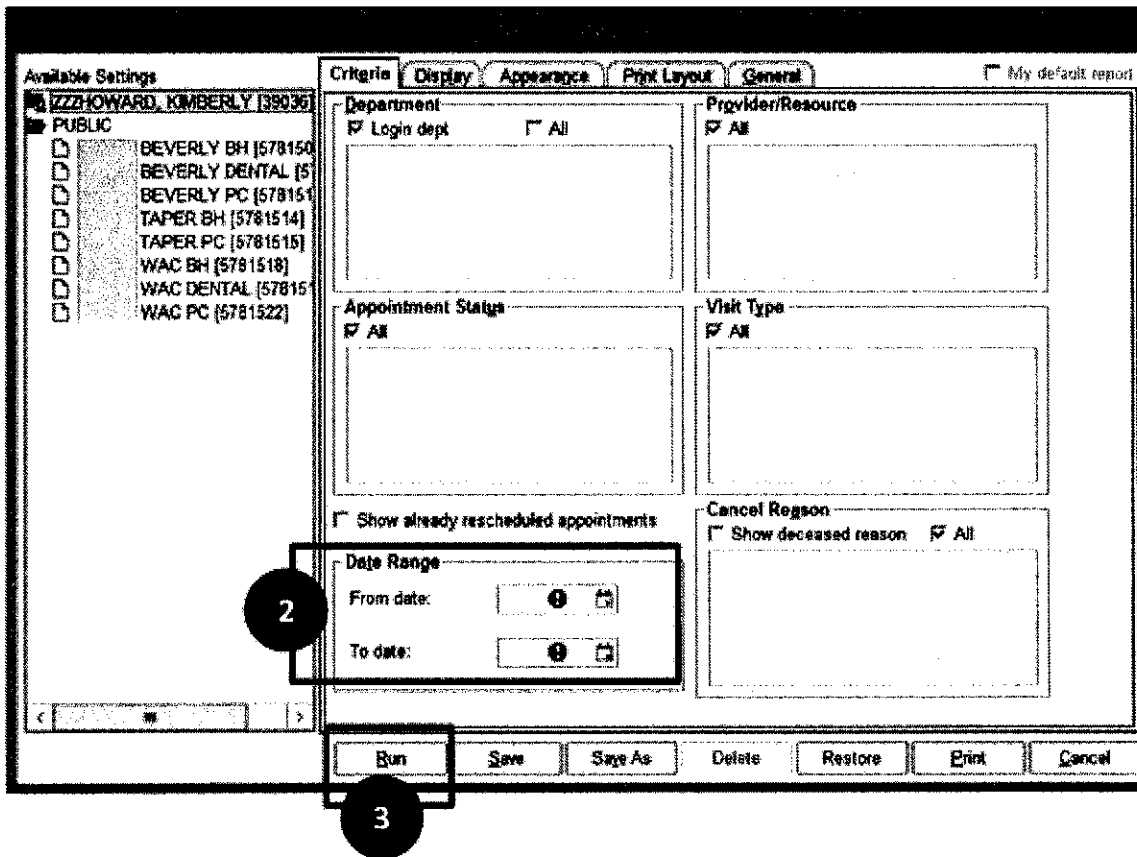 Available Settings
ZZZHOWARD, KIMBERLY [39036]
PUBLIC
BEVERLY BH [578150
BEVERLY DENTAL [5
BEVERLY PC [578151
TAPER BH [5781514]
TAPER PC [5781515]
WAC BH [5781518]
WAC DENTAL [578151
WAC PC [5781522]
Criteria Display Appearance Print Layout General My default report
Department
Login dept All
Provider/Resource
All
Appointment Status
All
Visit Type
All
Show already rescheduled appointments
Cancel Reason
Show deceased reason All
Date Range
From date:
To date:
2
Run Save Save As Delete Restore Print Cancel
3